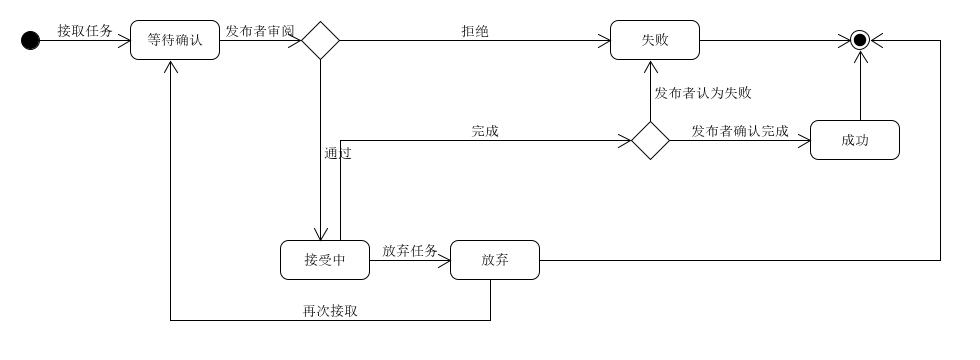 接取任务
等待确认
发布者审阅
拒绝
失败
发布者认为失败
完成
发布者确认完成
成功
通过
接受中
放弃任务
放弃
再次接取